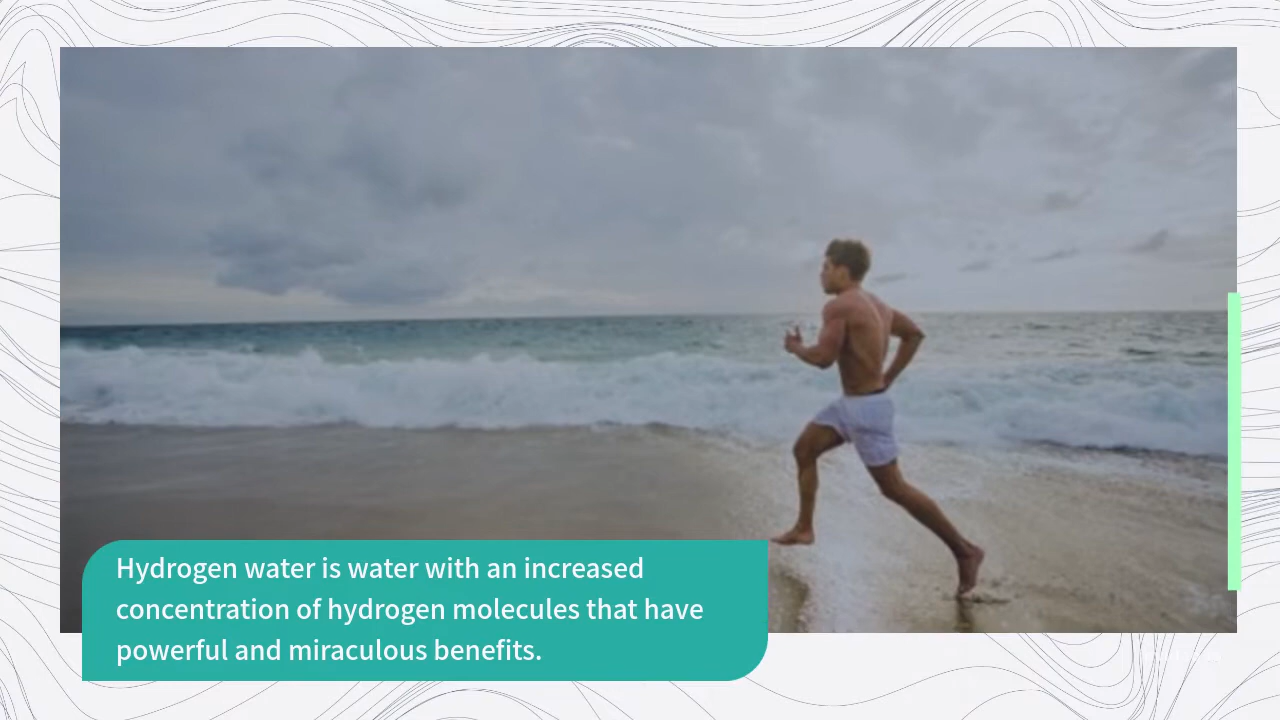 Hydrogen water is water with an increased
concentration of hydrogen molecules that have
powerful and miraculous benefits.